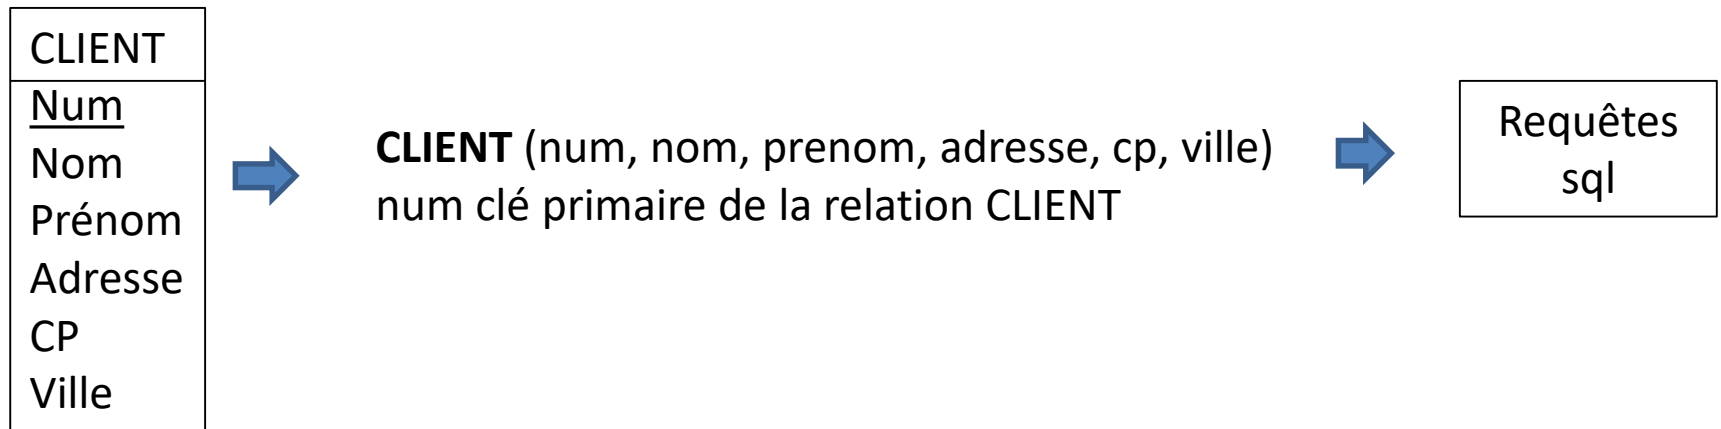 CLIENT
Num
Nom
Prénom
Adresse
CP
Ville
CLIENT (num, nom, prenom, adresse, cp, ville)
num clé primaire de la relation CLIENT
Requêtes
sql